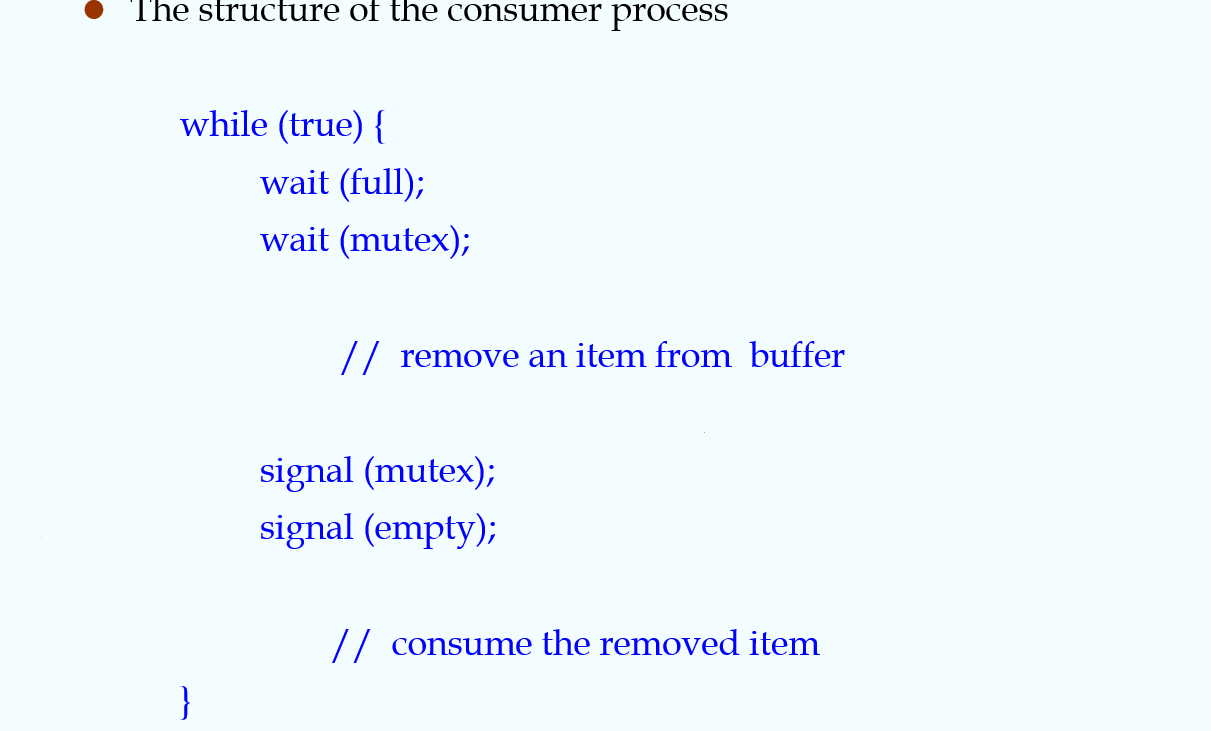 ● The structure of the consumer process
while (true) {
wait (full);
wait (mutex);
// remove an item from buffer
signal (mutex);
signal (empty);
// consume the removed item
}